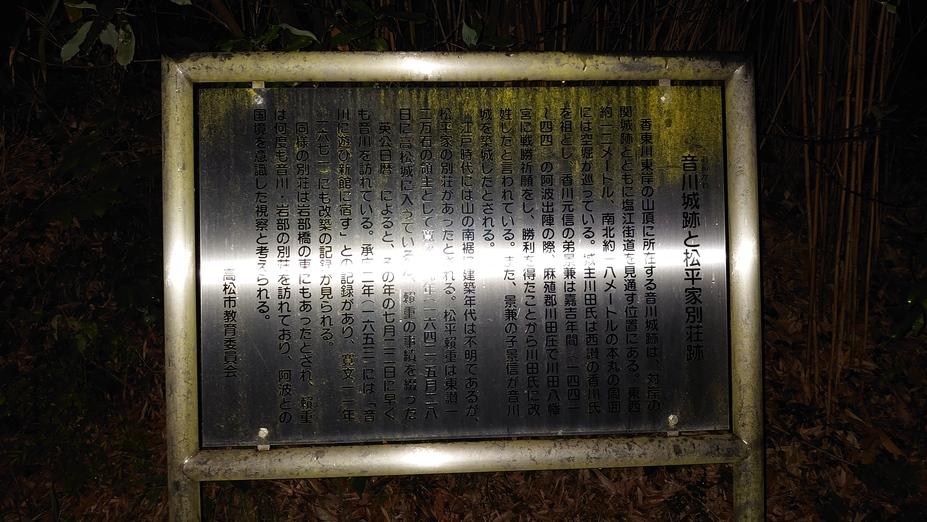 音川城跡と松平家別荘跡
香東川東岸の山頂に所在する音川城跡は、対岸の
関城跡とともに塩江街道を見通す位置にある。東西
約一二メートル、南北約一八メートルの本丸の周囲
には空堀が巡っている。城主川田氏は西讃の香川氏
を祖とし、香川元信の弟景兼は嘉吉年間(一四四一
~四四)の阿波出陣の際、麻殖郡川田庄で川田八幡
宮に戦勝祈願をし、勝利を得たことから川田氏に改
姓したと言われている。また、景兼の子景信が音川
城を築城したとされる。
江戸時代には山の南裾に建築年代は不明であるが、
松平家の別荘があったとされる。松平頼重は東讃一
二万石の領主として寛永一九年(一六四二)五月二八
日に高松城に入っているが、頼重の事績を綴った
英公日暦 によると、その年の七月二二日に早く
も音川を訪れている。承応二年(一六五三)には「音
川に遊び新館に宿す」との記録があり、寛文一一年
(一六七一)にも改築の記録が見られる。
同様の別荘は岩部橋の東にもあったとされ、頼重
は何度も音川・岩部の別荘を訪れており、阿波との
国境を意識した視察と考えられる。
高松市教育委員会